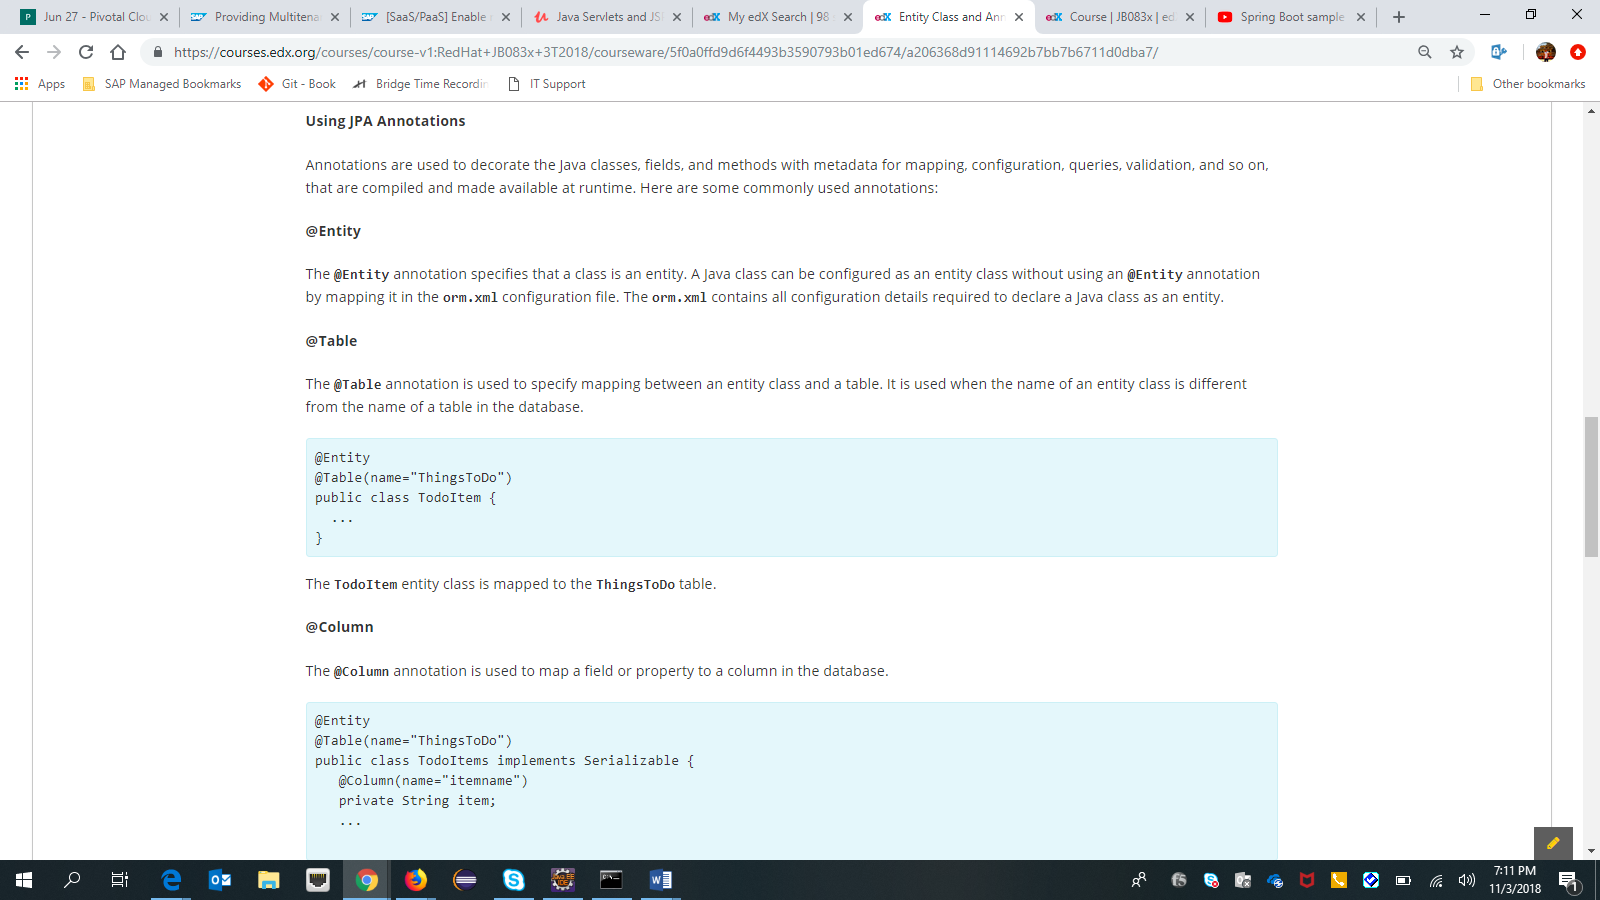 Jun 27 - Pivotal Clou
Providing Multitena
[SaaS/PaaS] Enable
Java Servlets and JS
My edX Search | 98
Entity Class and Ann
Course | JB083x | ed
Spring Boot sample
https://courses.edx.org/courses/course-v1:RedHat+JB083x+3T2018/courseware/5f0a0ffd9d6f4493b3590793b01ed674/a206368d91114692b7bb7b6711d0dba7/
Apps
SAP Managed Bookmarks
Git - Book
Bridge Time Recordin
IT Support
Other bookmarks
Using JPA Annotations
Annotations are used to decorate the Java classes, fields, and methods with metadata for mapping, configuration, queries, validation, and so on,
that are compiled and made available at runtime. Here are some commonly used annotations:
@Entity
The @Entity annotation specifies that a class is an entity. A Java class can be configured as an entity class without using an @Entity annotation
by mapping it in the orm.xml configuration file. The orm.xml contains all configuration details required to declare a Java class as an entity.
@Table
The @Table annotation is used to specify mapping between an entity class and a table. It is used when the name of an entity class is different
from the name of a table in the database.
@Entity
@Table(name="ThingsToDo")
public class TodoItem {
...
}
The TodoItem entity class is mapped to the ThingsToDo table.
@Column
The @Column annotation is used to map a field or property to a column in the database.
@Entity
@Table(name="ThingsToDo")
public class TodoItems implements Serializable {
@Column(name="itemname")
private String item;
...
7:11 PM
11/3/2018
1